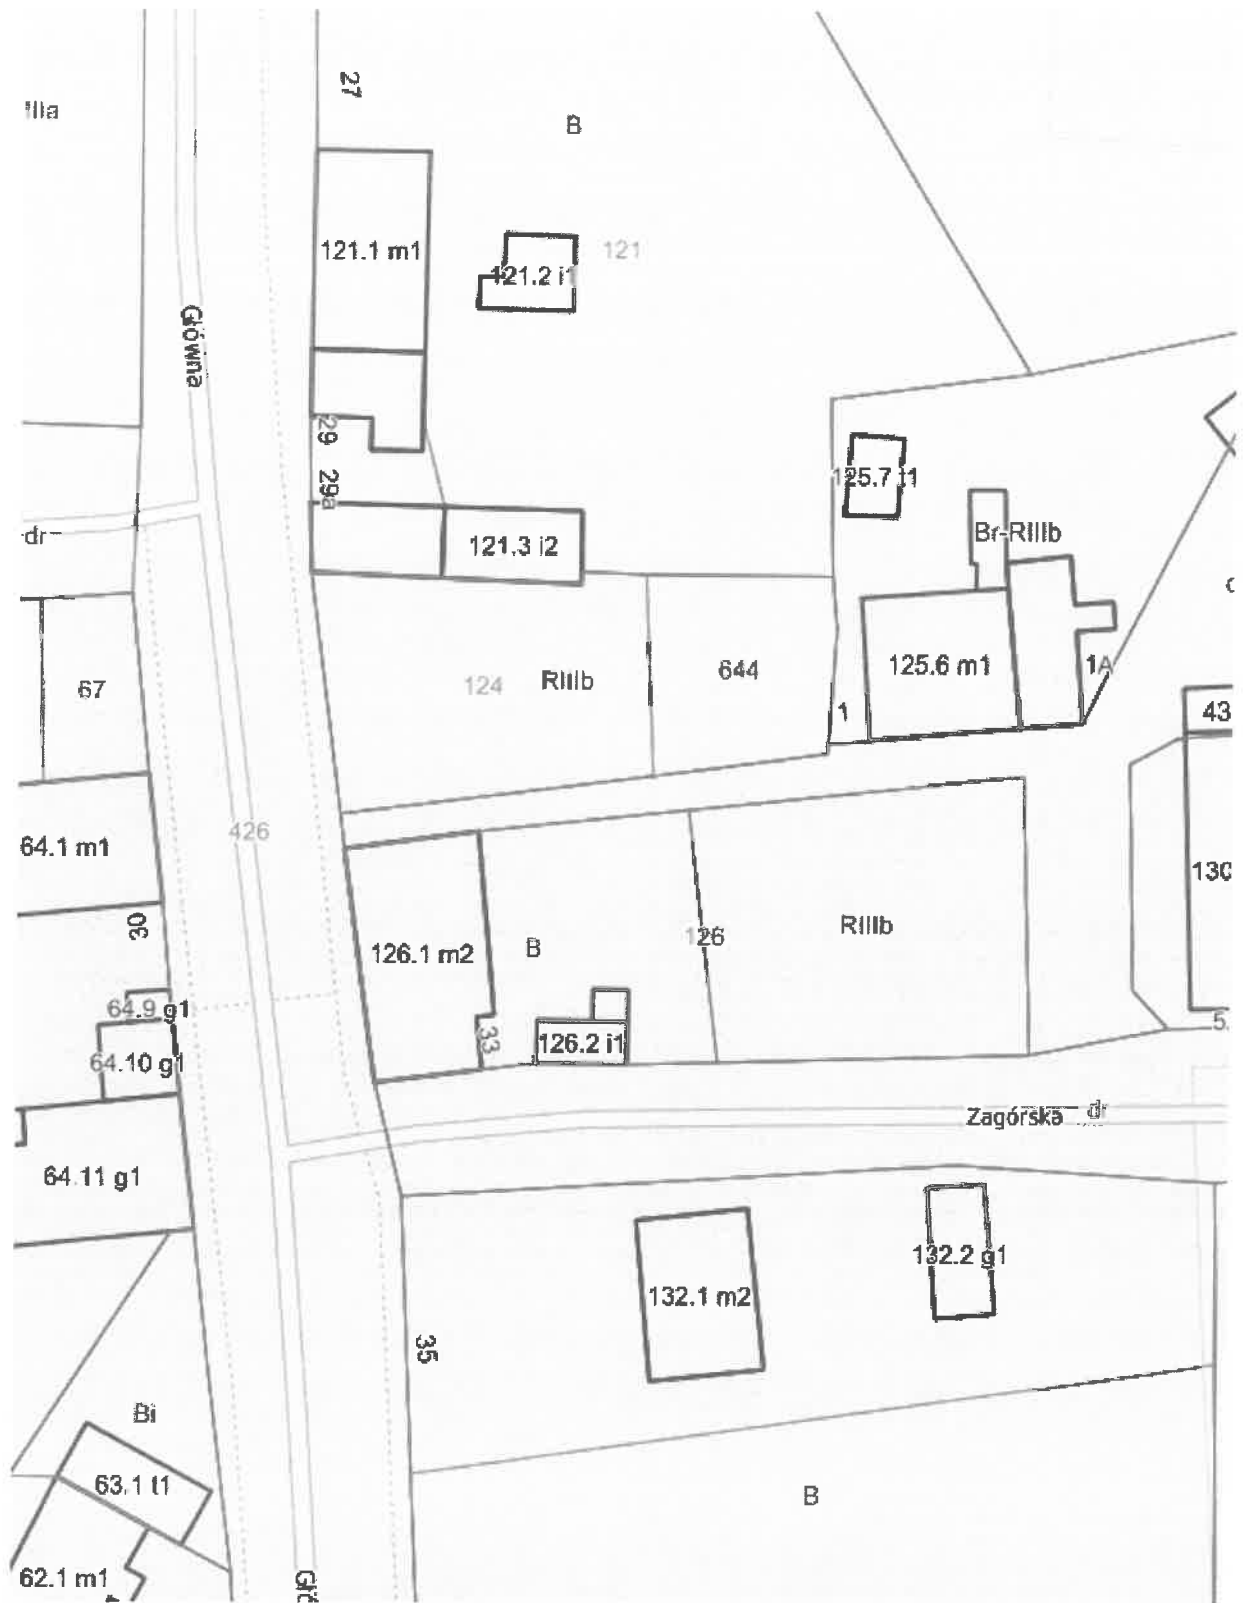 27
B
121.1 m1
121.2 i1
121
Główna
29
125.7 i1
29a
dr
121.3 i2
Br-RIIIb
67
124
RIIIb
644
125.6 m1
1A
1
43
426
64.1 m1
130
30
126.1 m2
B
126
RIIIb
64.9 g1
33
126.2 i1
64.10 g1
Zagórska
dr
64.11 g1
132.2 g1
132.1 m2
35
Bi
63.1 t1
B
62.1 m1
Głó